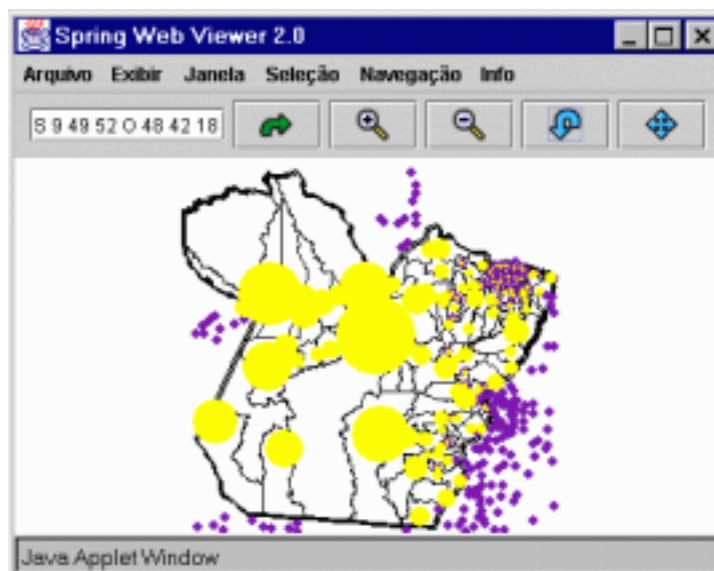 Spring Web Viewer 2.0
Arquivo Exibir Janela Seleção Navegação Info
S 9 49 52 O 48 42 18
Java Applet Window